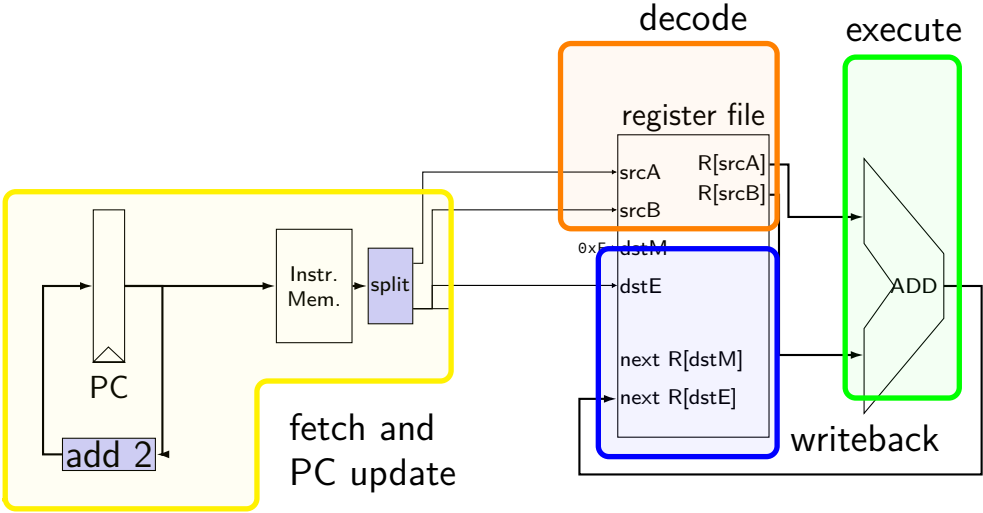 decode
execute
register file
srcA
R[srcA]
R[srcB]
srcB
0xF
dstM
Instr.
Mem.
split
dstE
ADD
PC
next R[dstM]
next R[dstE]
add 2
fetch and
PC update
writeback